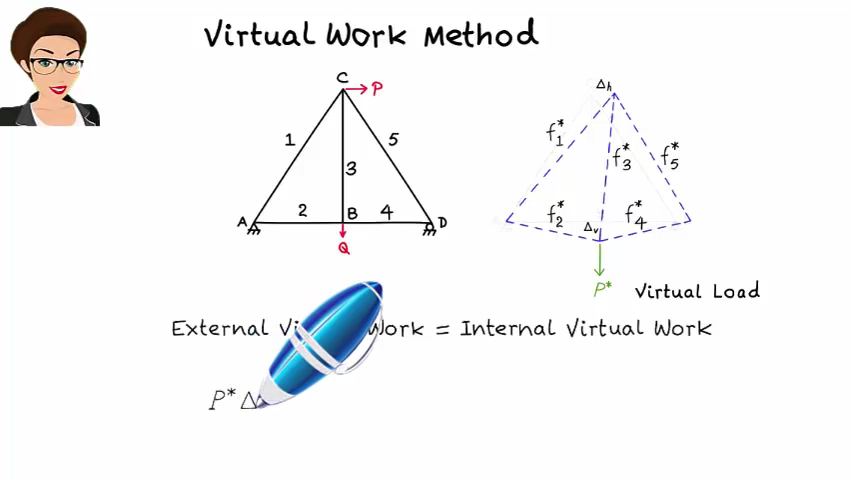 Virtual Work Method
C
P
1
5
3
2
B
4
A
D
Q
Δh
f₁*
f₃*
f₅*
f₂*
f₄*
Δv
P*
Virtual Load
External Work = Internal Virtual Work
P* Δ